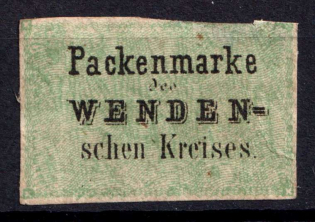 Packenmarke
des
WENDEN=
schen Kreises.